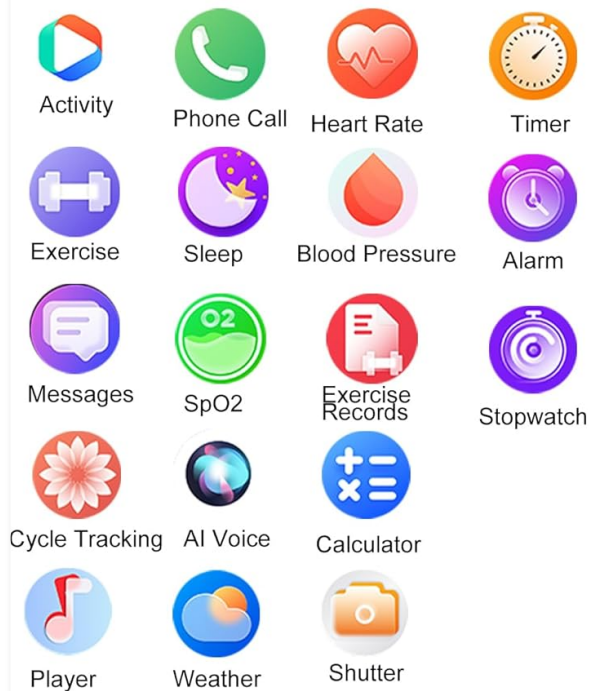 Activity
Phone Call
Heart Rate
Timer
Exercise
Sleep
Blood Pressure
Alarm
Messages
O2
SpO2
Exercise
Records
Stopwatch
Cycle Tracking
AI Voice
Calculator
Player
Weather
Shutter